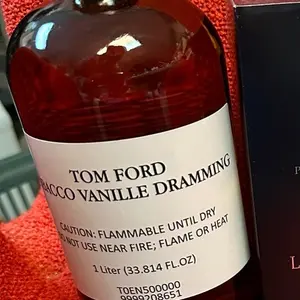 TOM FORD
BACCO VANILLE DRAMMING
CAUTION: FLAMMABLE UNTIL DRY
NOT USE NEAR FIRE; FLAME OR HEAT
1 Liter (33.814 FL.OZ)
T0EN500000
9999208651
P
L